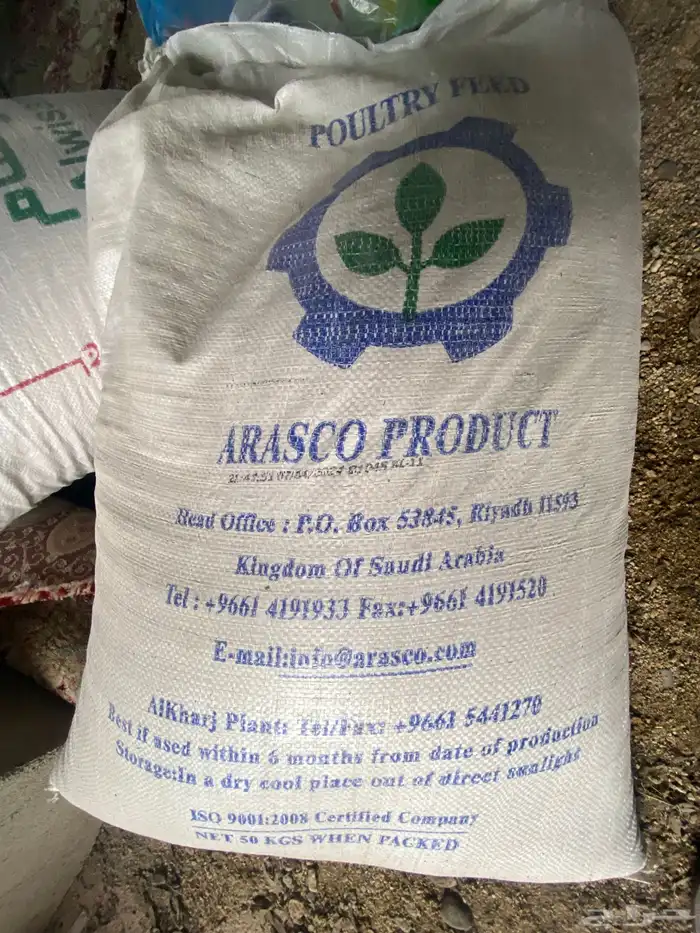 POULTRY FEED
ARASCO PRODUCT
Head Office : P.O. Box 53845, Riyadh 11593
Kingdom Of Saudi Arabia
Tel : +9661 4191933 Fax:+9661 4191520
E-mail:info@arasco.com
AlKharj Plant: Tel/Fax: +9661 5441270
Best if used within 6 months from date of production
Storage:In a dry cool place out of direct sunlight
ISO 9001:2008 Certified Company
NET 50 KGS WHEN PACKED
حراج